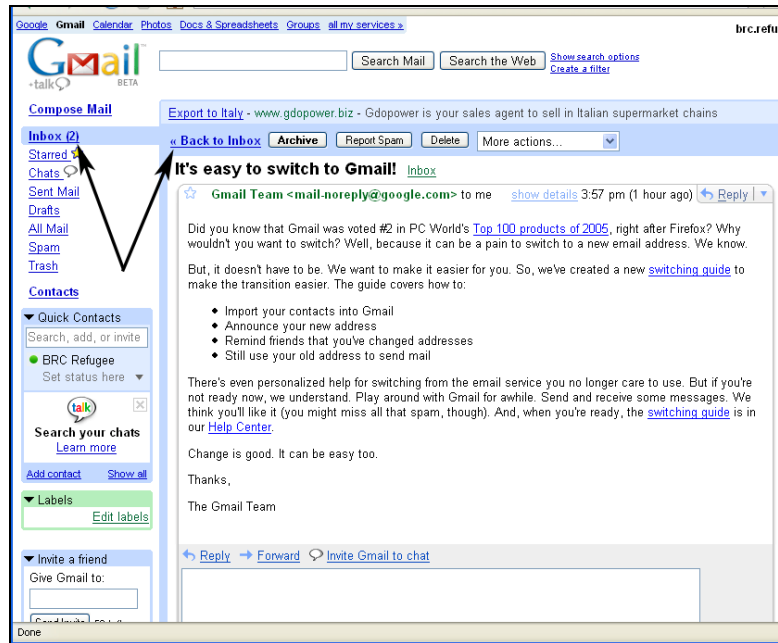 Google Gmail Calendar Photos Docs & Spreadsheets Groups all my services »
brc.refu
Gmail
talk BETA
Search Mail Search the Web Show search options
Create a filter
Compose Mail
Inbox (2)
Starred
Chats
Sent Mail
Drafts
All Mail
Spam
Trash
Contacts
Quick Contacts
Search, add, or invite
BRC Refugee
Set status here
talk
Search your chats
Learn more
Add contact Show all
Labels
Edit labels
Invite a friend
Give Gmail to:
Export to Italy - www.gdopower.biz - Gdopower is your sales agent to sell in Italian supermarket chains
« Back to Inbox Archive Report Spam Delete More actions...
It's easy to switch to Gmail! Inbox
Gmail Team <mail-noreply@google.com> to me show details 3:57 pm (1 hour ago) Reply
Did you know that Gmail was voted #2 in PC World's Top 100 products of 2005, right after Firefox? Why
wouldn't you want to switch? Well, because it can be a pain to switch to a new email address. We know.
But, it doesn't have to be. We want to make it easier for you. So, we've created a new switching guide to
make the transition easier. The guide covers how to:
Import your contacts into Gmail
Announce your new address
Remind friends that you've changed addresses
Still use your old address to send mail
There's even personalized help for switching from the email service you no longer care to use. But if you're
not ready now, we understand. Play around with Gmail for awhile. Send and receive some messages. We
think you'll like it (you might miss all that spam, though). And, when you're ready, the switching guide is in
our Help Center.
Change is good. It can be easy too.
Thanks,
The Gmail Team
Reply Forward Invite Gmail to chat
Done